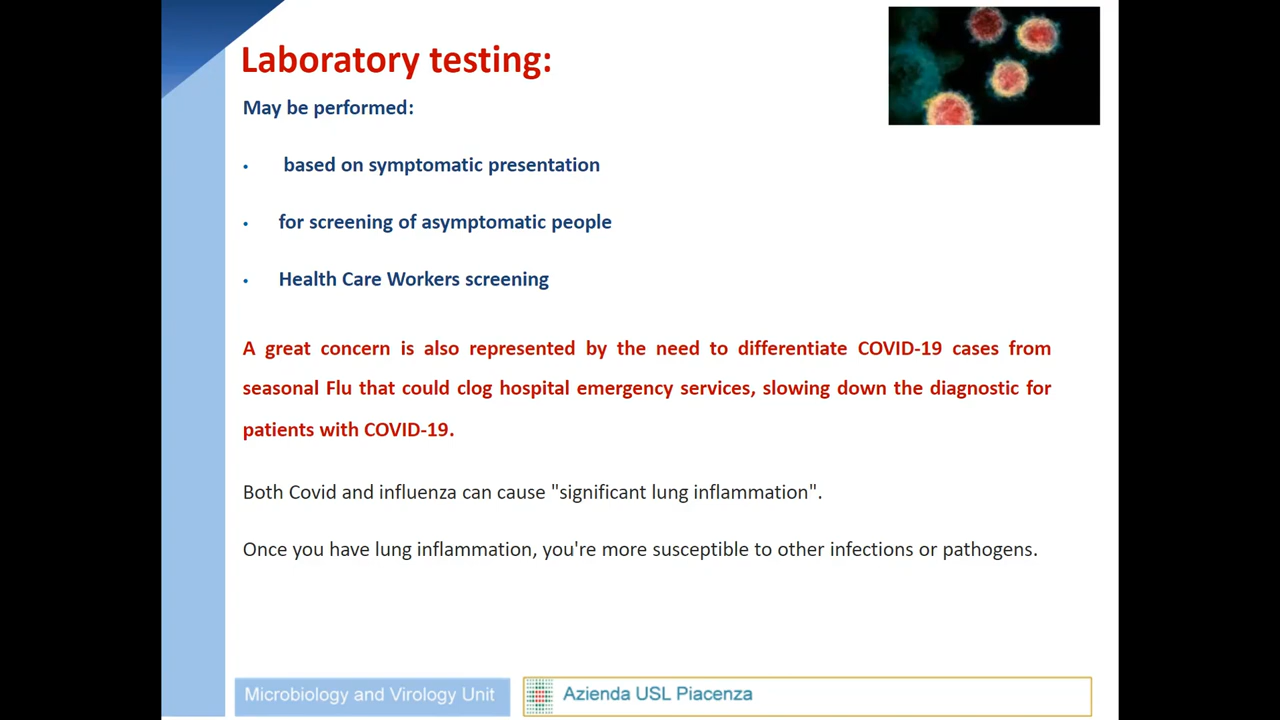 Laboratory testing:
May be performed:
• based on symptomatic presentation
• for screening of asymptomatic people
• Health Care Workers screening
A great concern is also represented by the need to differentiate COVID-19 cases from
seasonal Flu that could clog hospital emergency services, slowing down the diagnostic for
patients with COVID-19.
Both Covid and influenza can cause "significant lung inflammation".
Once you have lung inflammation, you're more susceptible to other infections or pathogens.
Microbiology and Virology Unit
Azienda USL Piacenza